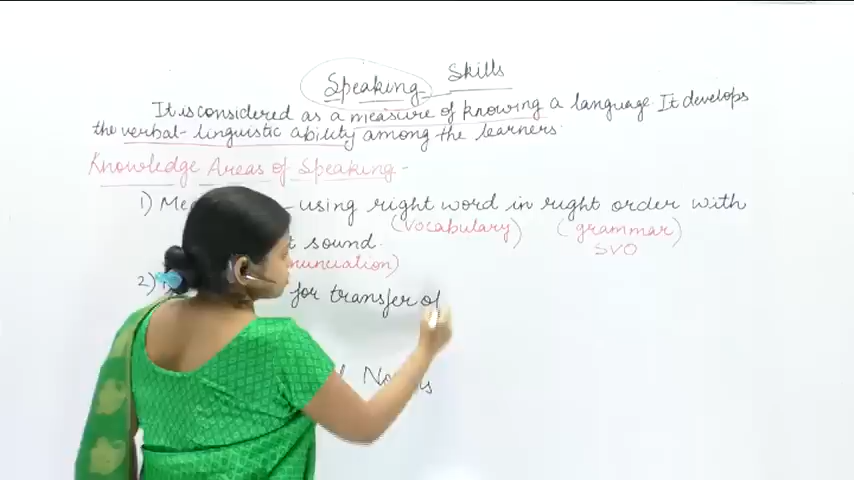 Speaking Skills
It is considered as a measure of knowing a language. It develops
the verbal-linguistic ability among the learners.
Knowledge Areas of Speaking -
1) using right word in right order with
(vocabulary) (grammar)
sound. SVO
2) for transfer of